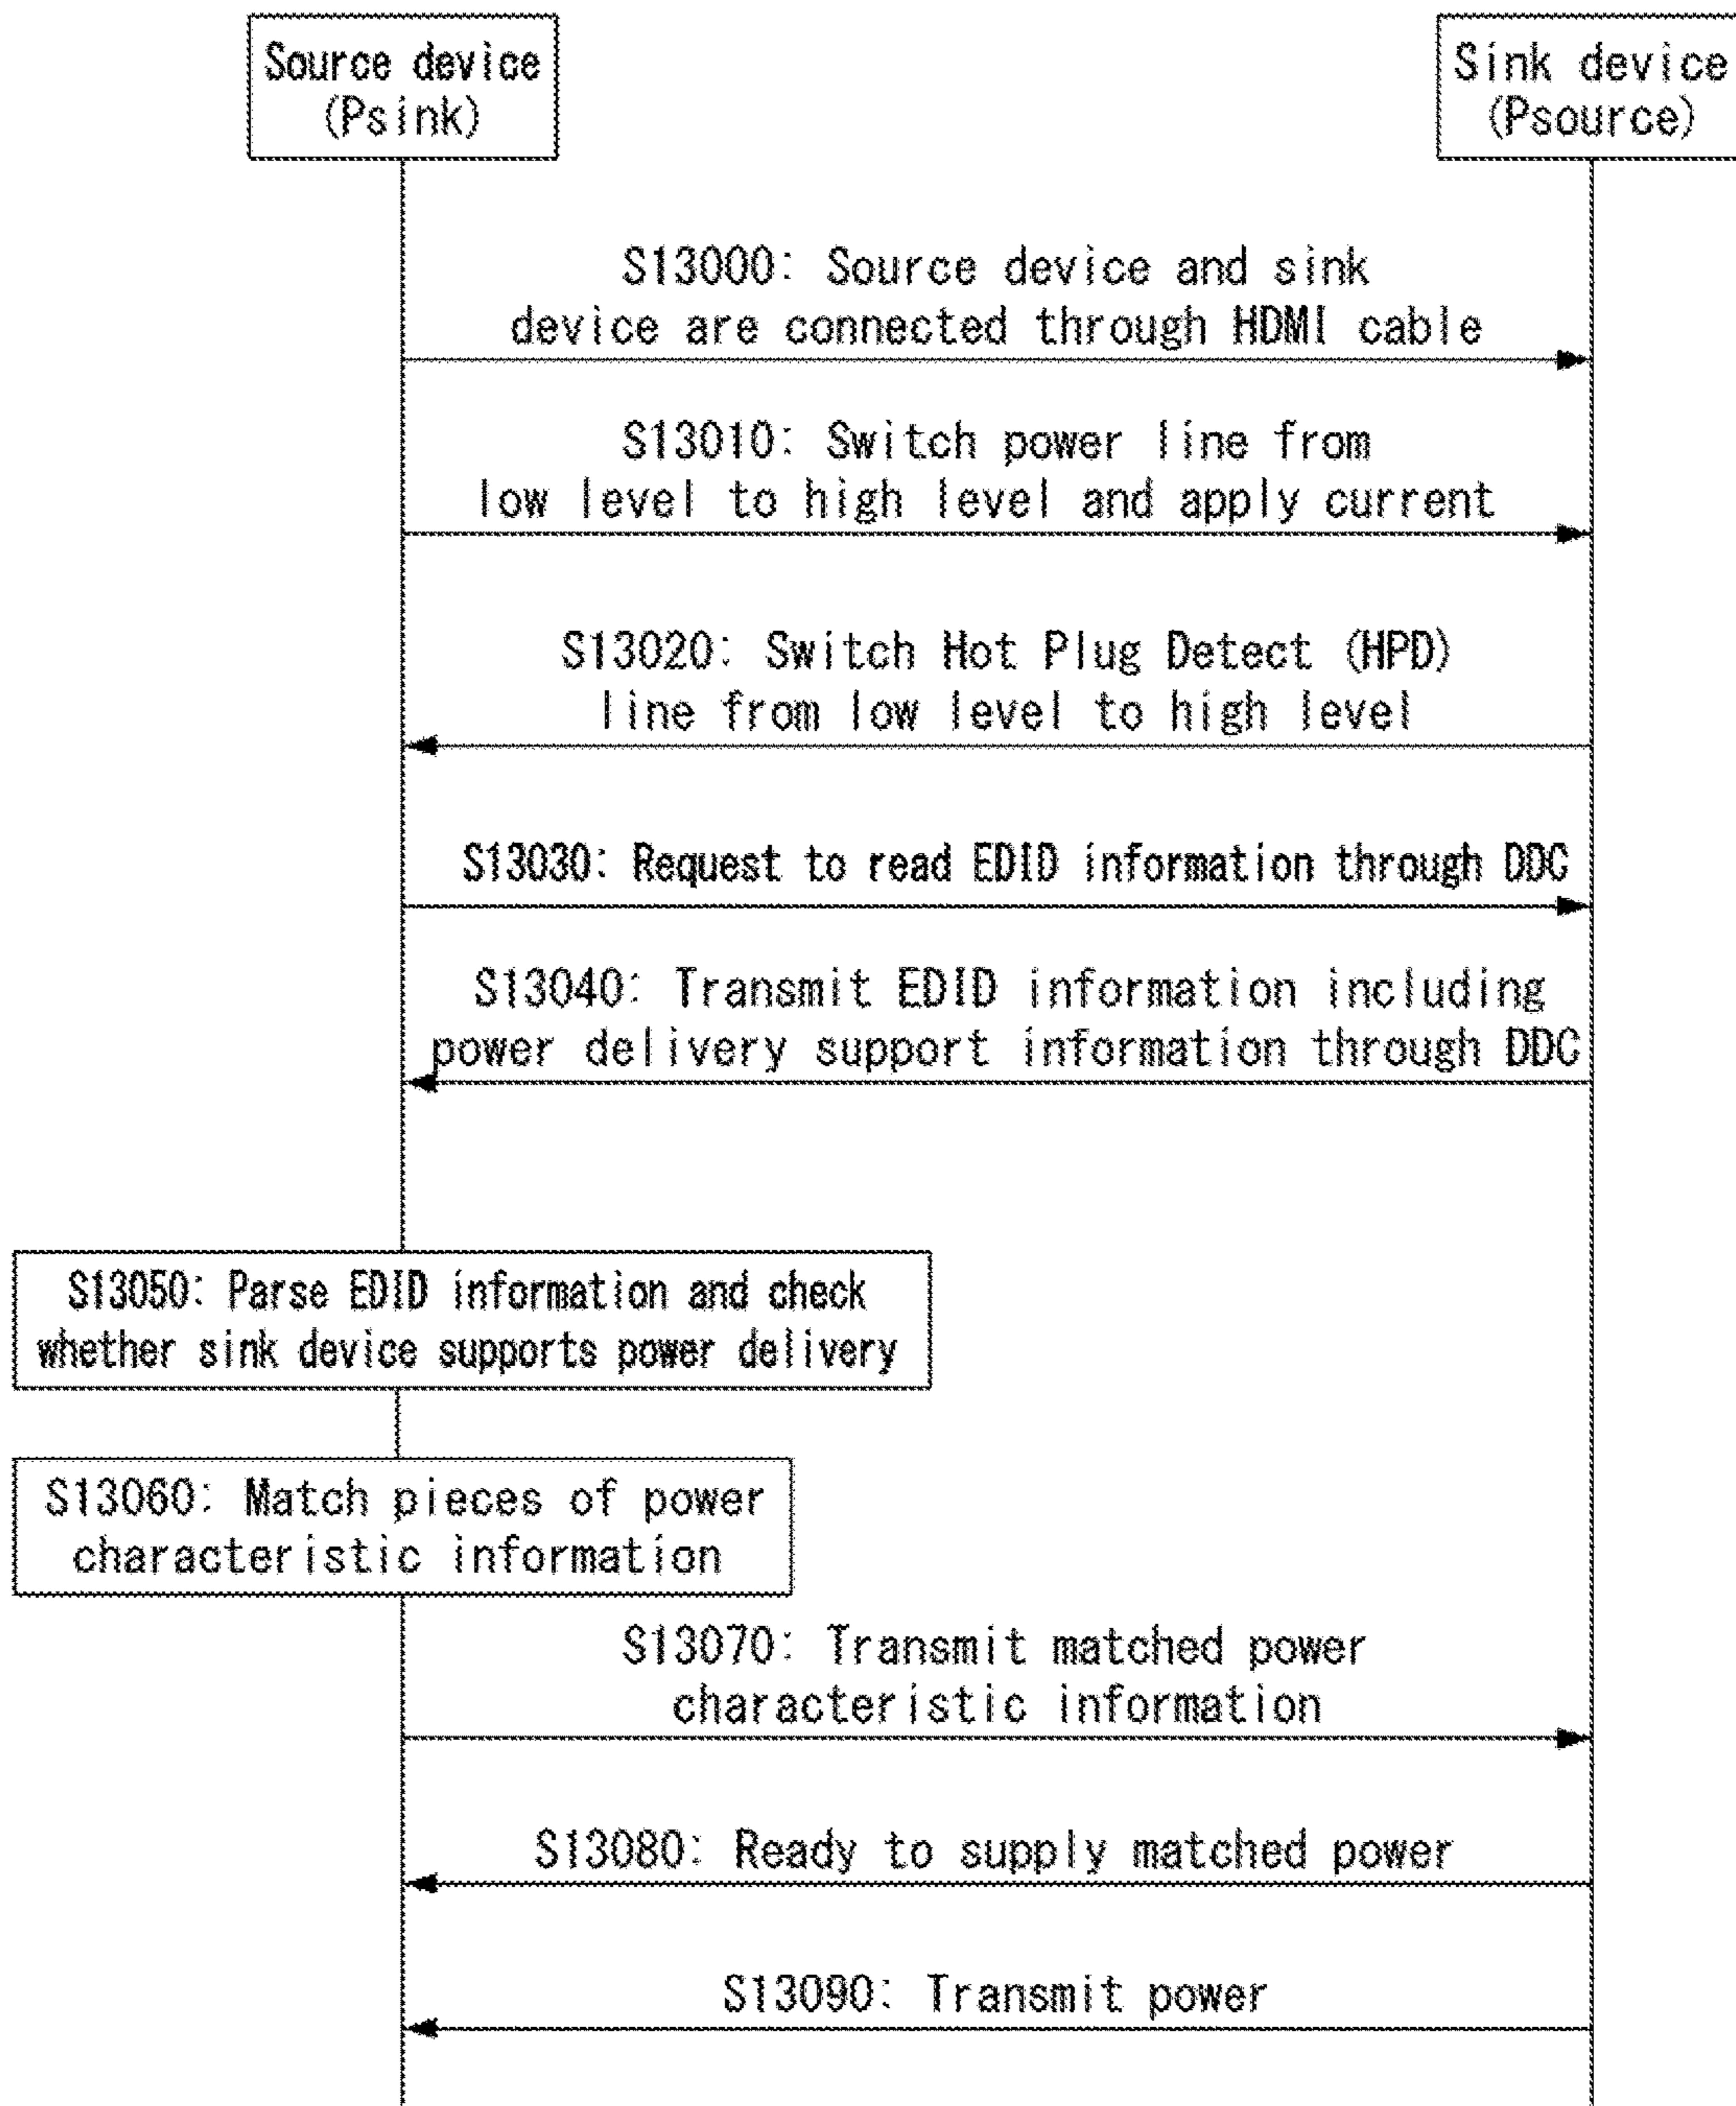 Source device
(Psink)
Sink device
(Psource)
S13000: Source device and sink
device are connected through HDMI cable
S13010: Switch power line from
low level to high level and apply current
S13020: Switch Hot Plug Detect (HPD)
line from low level to high level
S13030: Request to read EDID information through DDC
S13040: Transmit EDID information including
power delivery support information through DDC
S13050: Parse EDID information and check
whether sink device supports power delivery
S13060: Match pieces of power
characteristic information
S13070: Transmit matched power
characteristic information
S13080: Ready to supply matched power
S13090: Transmit power